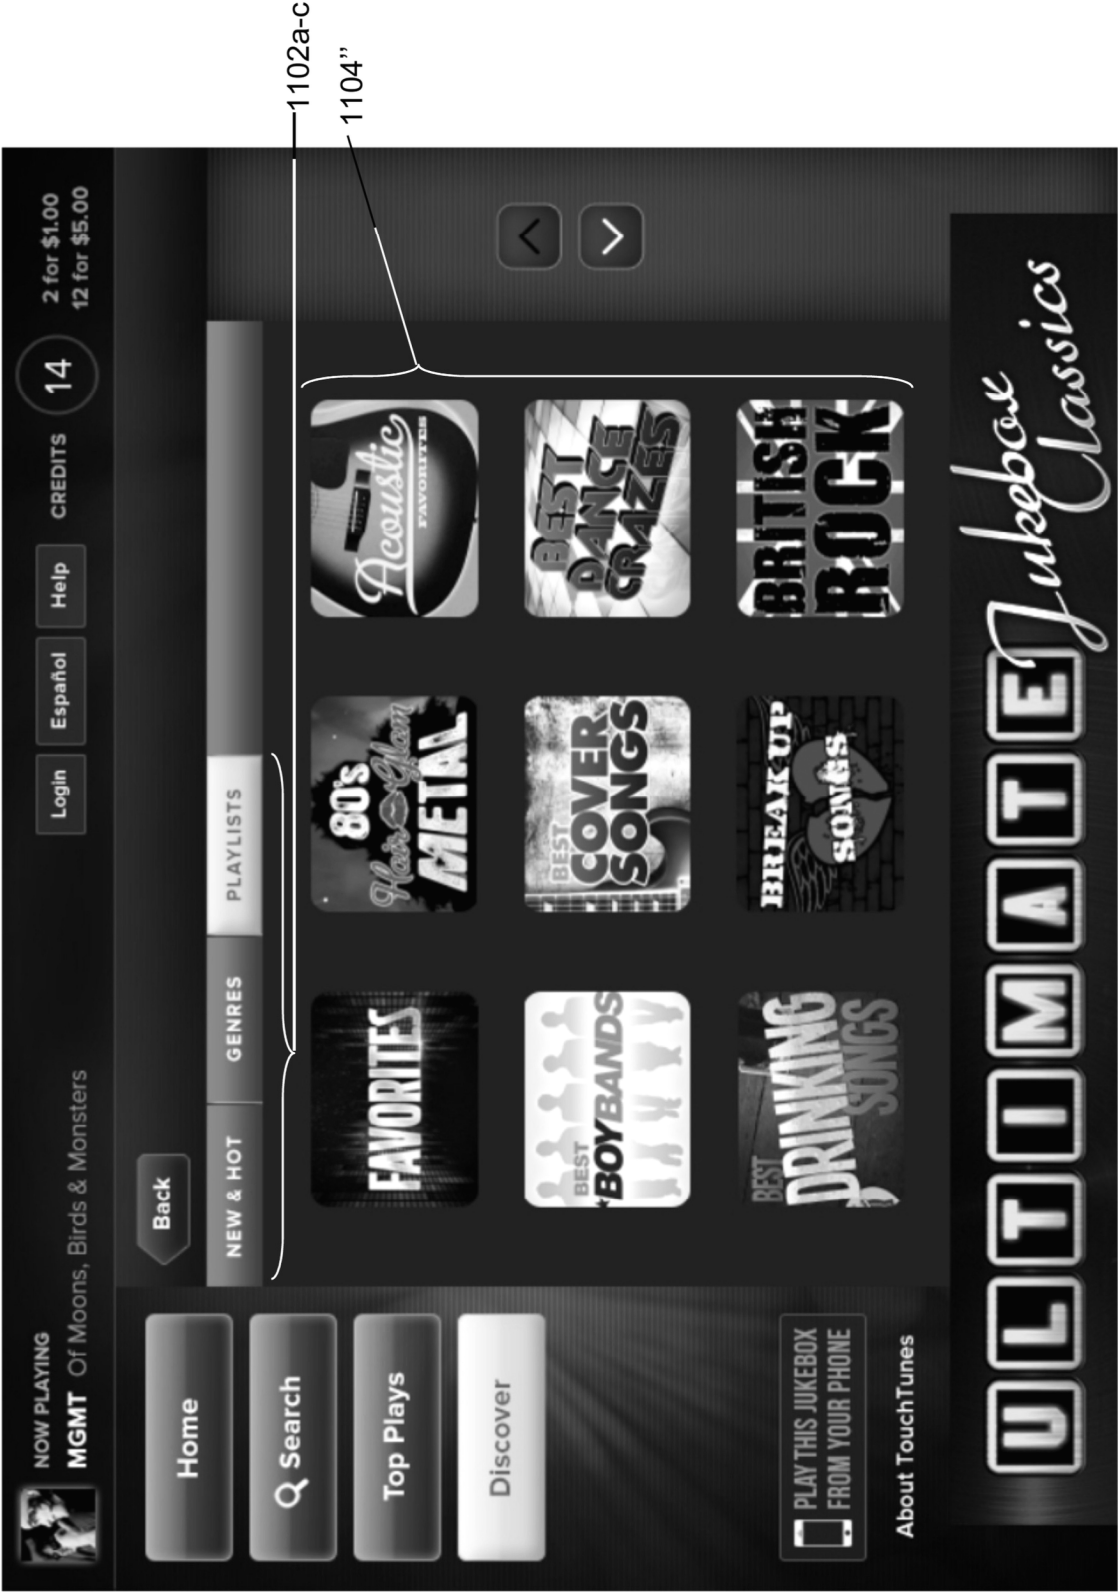 1102a-c
1104”
NOW PLAYING
MGMT Of Moons, Birds & Monsters
Login
Español
Help
CREDITS
14
2 for $1.00
12 for $5.00
Back
NEW & HOT
GENRES
PLAYLISTS
Home
Search
Top Plays
Discover
FAVORITES
80's
Hair Glam
METAL
Acoustic
FAVORITES
BEST
BOYBANDS
BEST
COVER
SONGS
BEST
DANCE
CRAZES
BEST
DRINKING
SONGS
BREAK UP
SONGS
BRITISH
ROCK
PLAY THIS JUKEBOX
FROM YOUR PHONE
About TouchTunes
ULTIMATE Jukebox
Classics